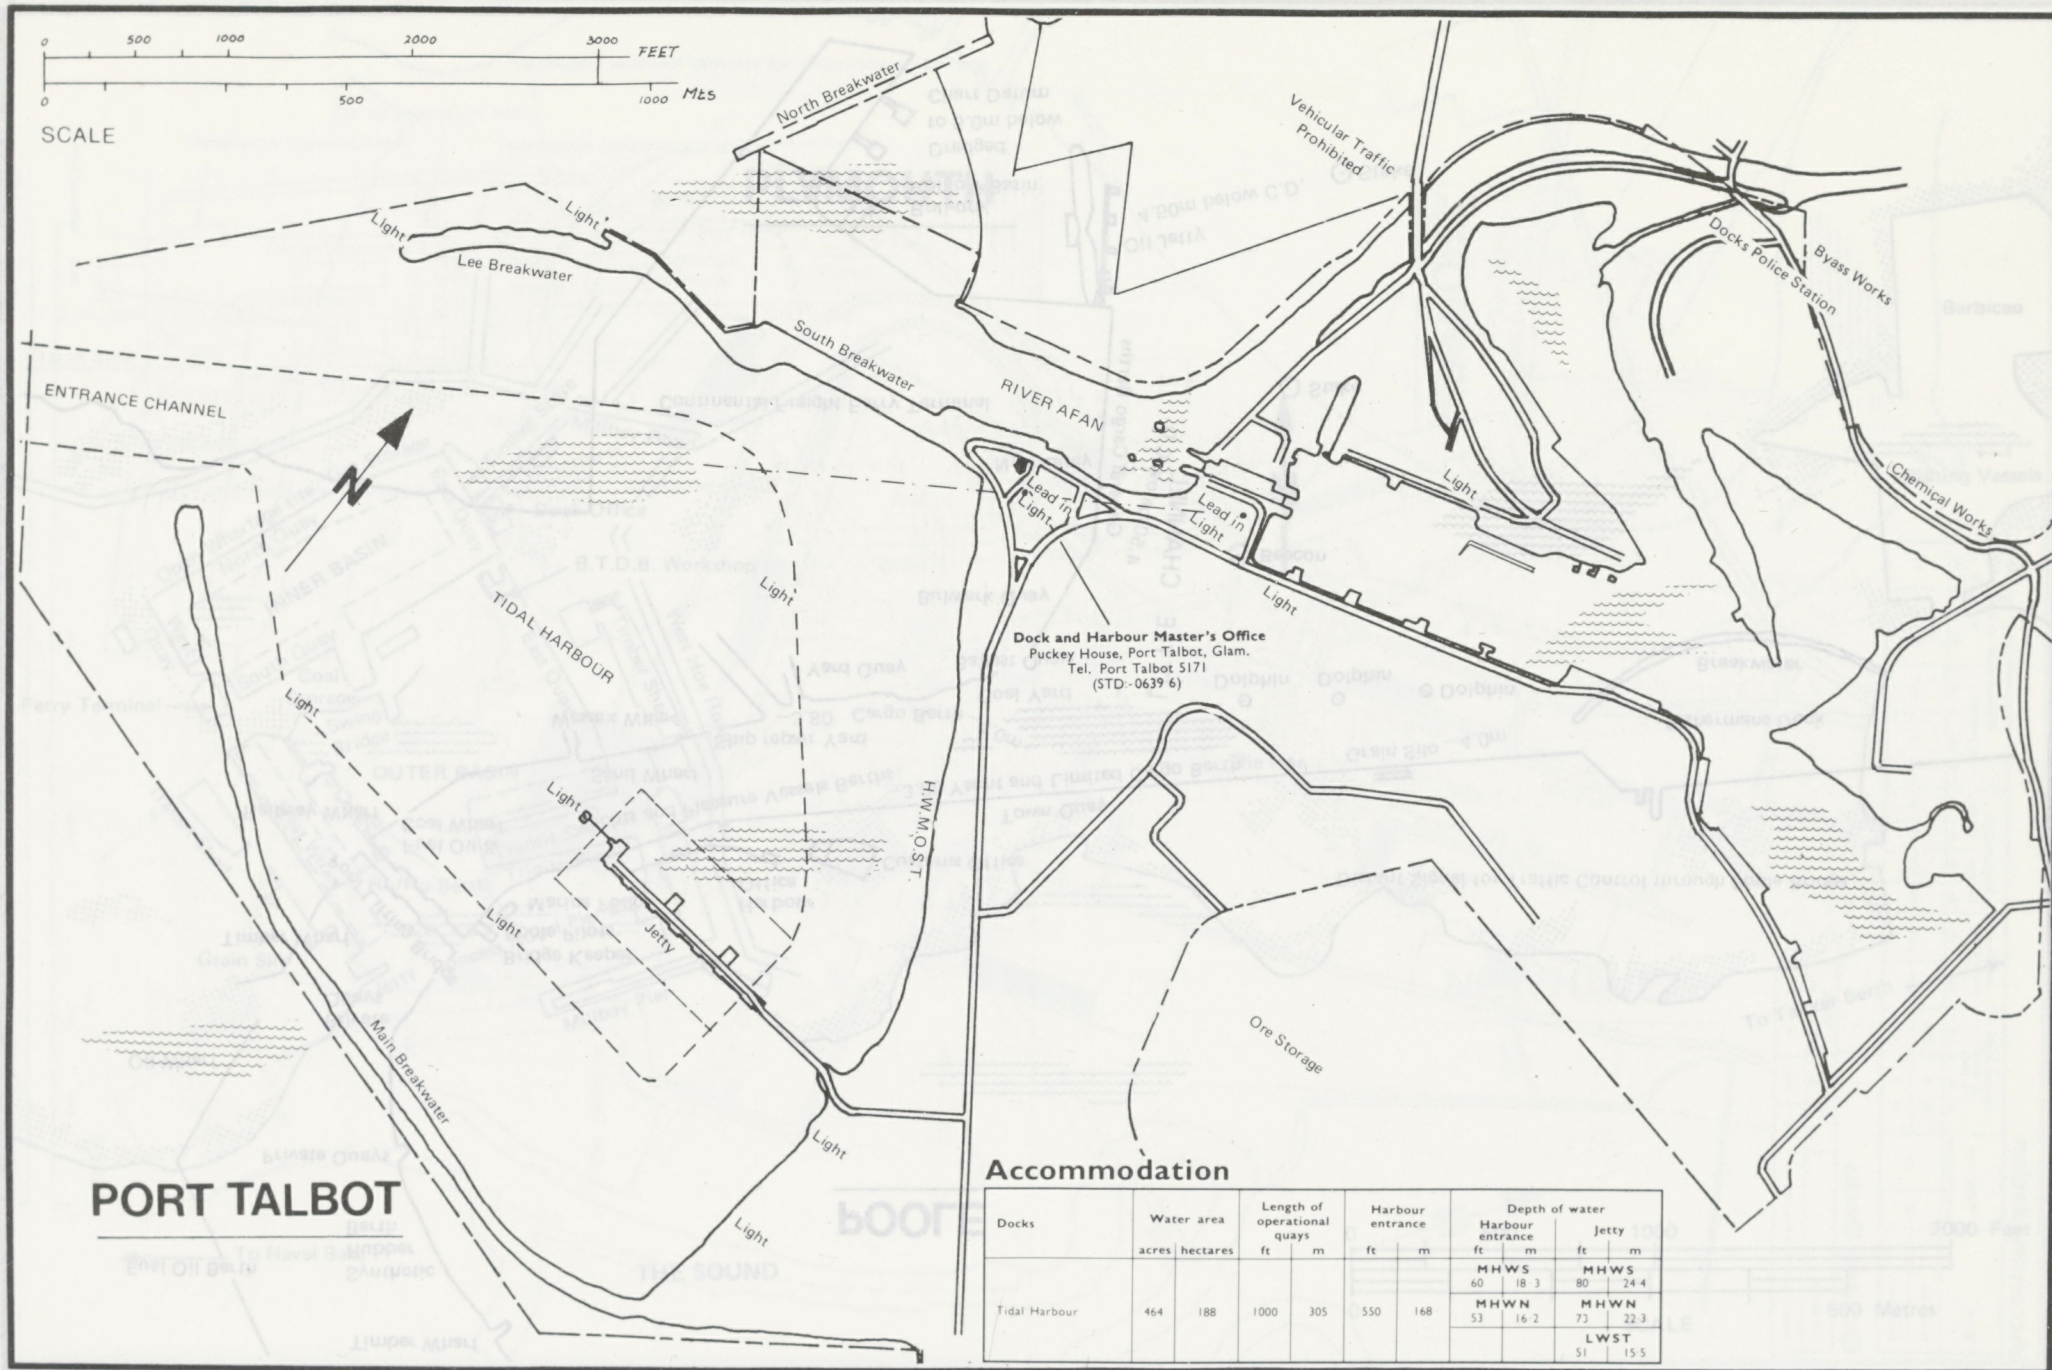 0 500 1000 2000 3000 FEET
0 500 1000 Mts
SCALE
North Breakwater
Vehicular Traffic
Prohibited
Light
Light
Lee Breakwater
South Breakwater
RIVER AFAN
Docks Police Station
Byass Works
ENTRANCE CHANNEL
N
Lead in
Light
Lead in
Light
Light
Chemical Works
TIDAL HARBOUR
Light
Light
Light
Dock and Harbour Master's Office
Puckey House, Port Talbot, Glam.
Tel. Port Talbot 5171
(STD:-0639 6)
Light
H.W.M.O.S.T.
Light
Jetty
Main Breakwater
Ore Storage
Light
Light
PORT TALBOT
Accommodation
Docks Water area Length of operational quays Harbour entrance Depth of water
Harbour entrance Jetty
acres hectares ft m ft m ft m ft m
MHWS MHWS
60 18·3 80 24·4
Tidal Harbour 464 188 1000 305 550 168
MHWN MHWN
53 16·2 73 22·3
LWST
51 15·5